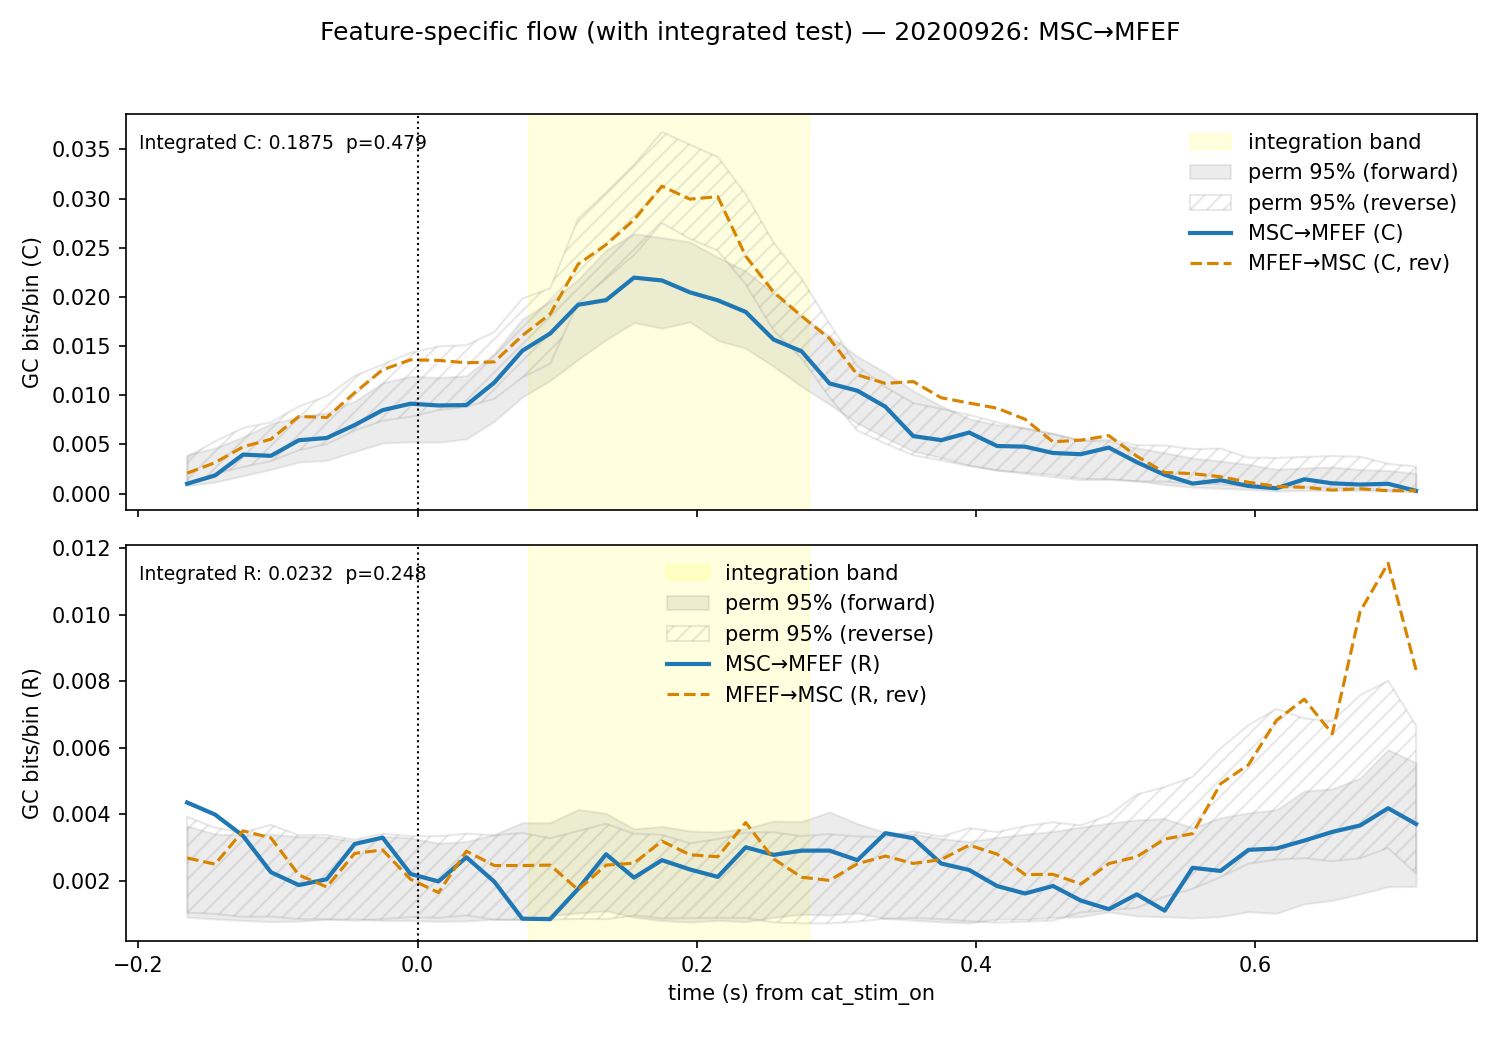 Feature-specific flow (with integrated test) — 20200926: MSC→MFEF
Integrated C: 0.1875  p=0.479
integration band
perm 95% (forward)
perm 95% (reverse)
MSC→MFEF (C)
MFEF→MSC (C, rev)
GC bits/bin (C)
0.035
0.030
0.025
0.020
0.015
0.010
0.005
0.000
Integrated R: 0.0232  p=0.248
integration band
perm 95% (forward)
perm 95% (reverse)
MSC→MFEF (R)
MFEF→MSC (R, rev)
GC bits/bin (R)
0.012
0.010
0.008
0.006
0.004
0.002
−0.2 0.0 0.2 0.4 0.6
time (s) from cat_stim_on